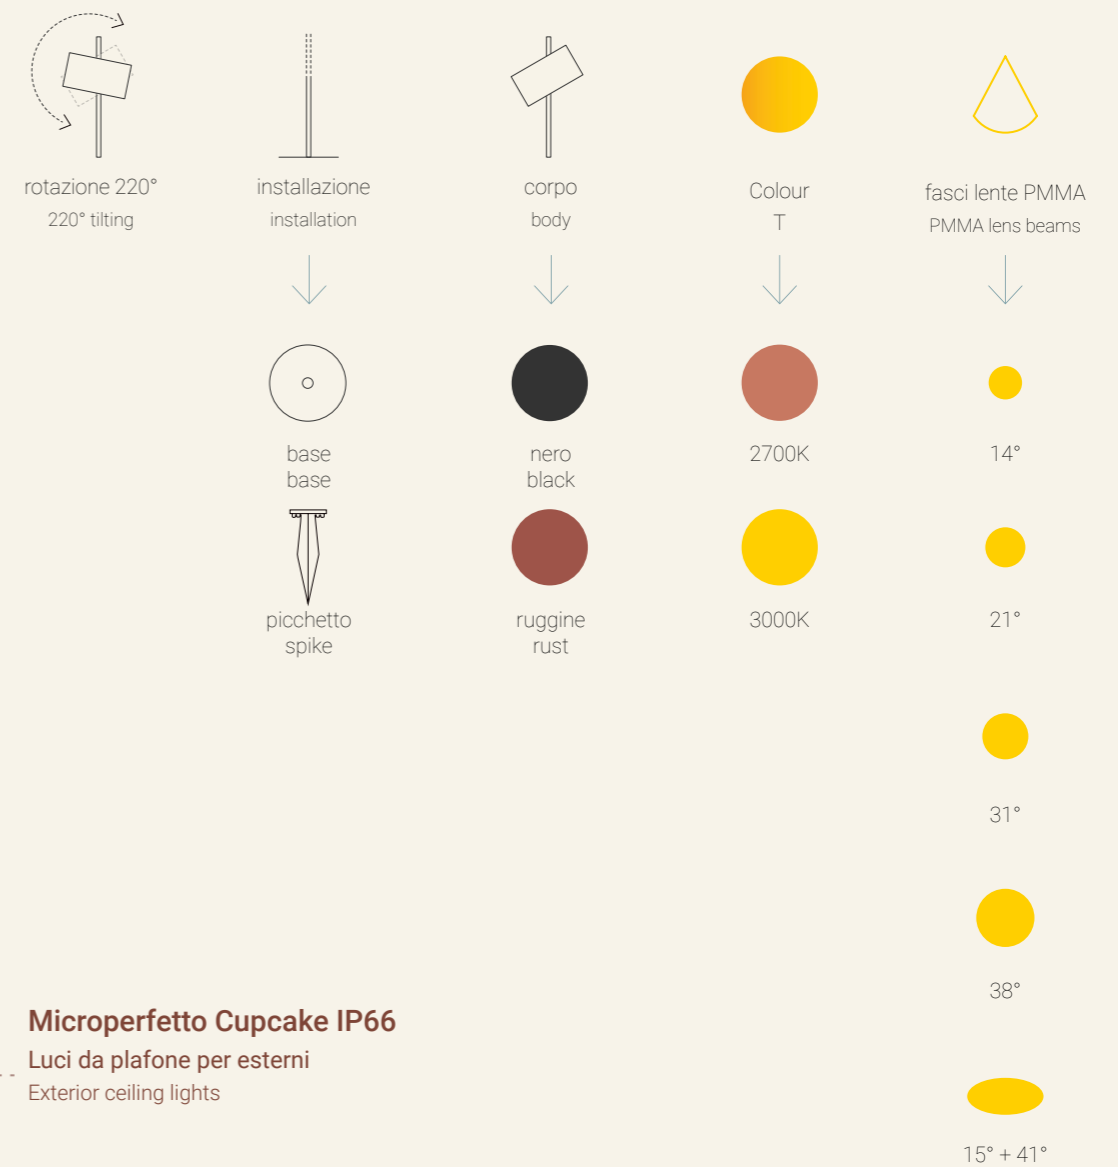 rotazione 220°
220° tilting
installazione
installation
corpo
body
Colour
T
fasci lente PMMA
PMMA lens beams
base
base
nero
black
2700K
14°
picchetto
spike
ruggine
rust
3000K
21°
31°
38°
15° + 41°
Microperfetto Cupcake IP66
Luci da plafone per esterni
Exterior ceiling lights